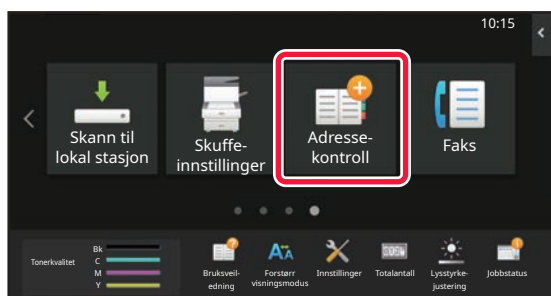 10:15
Skann til
lokal stasjon
Skuffe-
innstillinger
Adresse-
kontroll
Faks
Tonerkvalitet
Bk
C
M
Y
Bruksveil-
edning
Forstørr
visningsmodus
Innstillinger
Totalantall
Lysstyrke-
justering
Jobbstatus